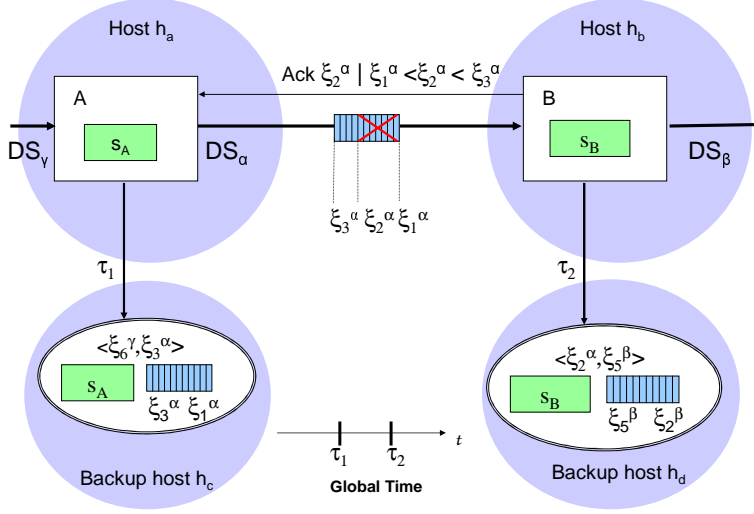 Host hₐ
Host h_b
Ack ξ₂^α | ξ₁^α <ξ₂^α < ξ₃^α
A
B
s_A
s_B
DS_γ
DS_α
DS_β
ξ₃^α ξ₂^α ξ₁^α
τ₁
τ₂
<ξ₆^γ,ξ₃^α>
<ξ₂^α,ξ₅^β>
s_A
s_B
ξ₃^α ξ₁^α
ξ₅^β ξ₂^β
τ₁ τ₂ t
Backup host h_c
Global Time
Backup host h_d